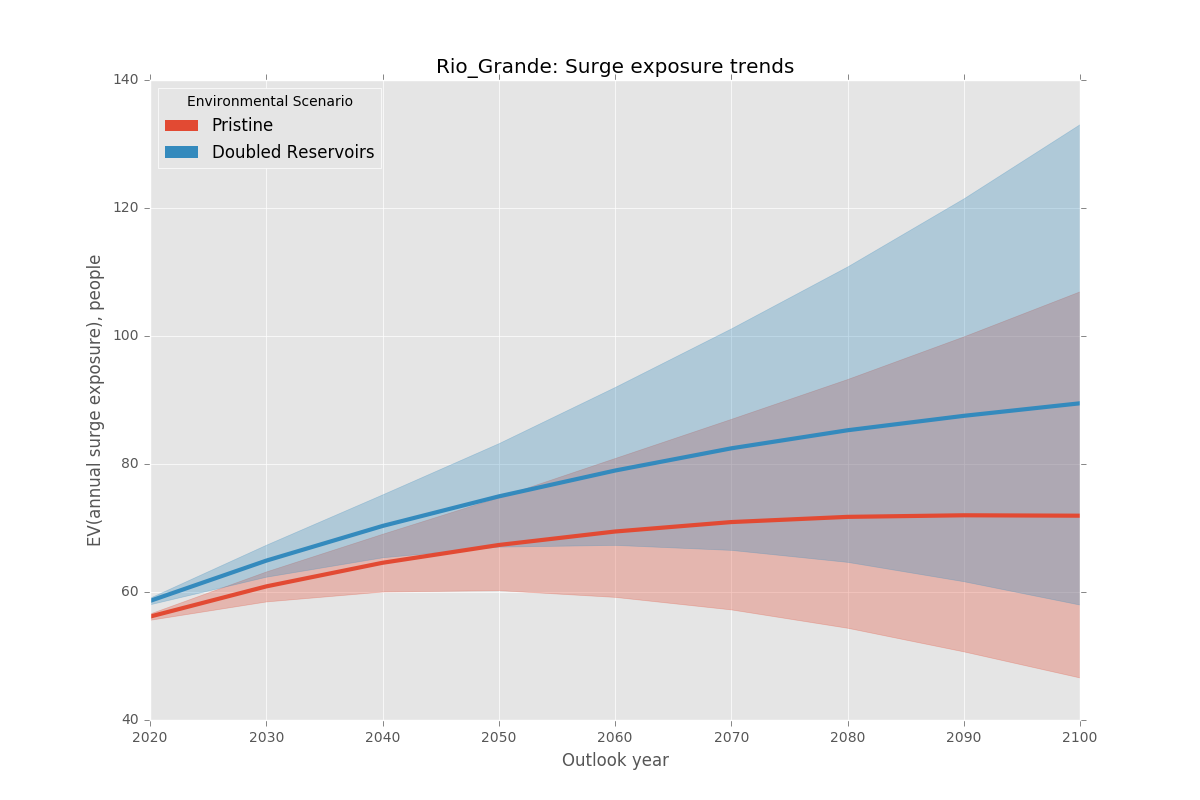 Rio_Grande: Surge exposure trends
Environmental Scenario
Pristine
Doubled Reservoirs
EV(annual surge exposure), people
140
120
100
80
60
40
2020 2030 2040 2050 2060 2070 2080 2090 2100
Outlook year